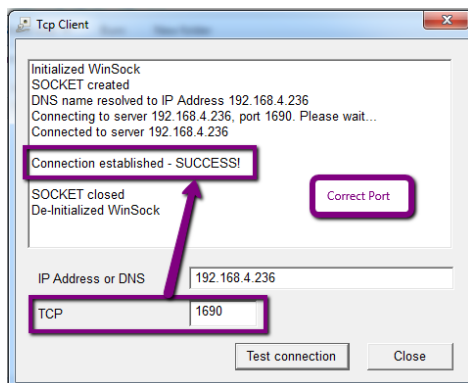 Tcp Client
Initialized WinSock
SOCKET created
DNS name resolved to IP Address 192.168.4.236
Connecting to server 192.168.4.236, port 1690. Please wait...
Connected to server 192.168.4.236
Connection established - SUCCESS!
SOCKET closed
De-Initialized WinSock
Correct Port
IP Address or DNS 192.168.4.236
TCP 1690
Test connection Close